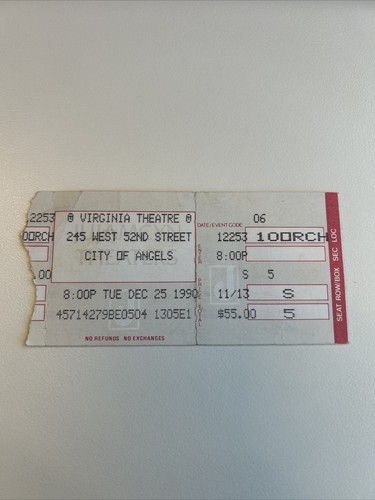 12253
0ORCH
.00
@ VIRGINIA THEATRE @
245 WEST 52ND STREET
CITY OF ANGELS
8:00P TUE DEC 25 1990
45714279BE0504 1305E1
NO REFUNDS NO EXCHANGES
THEATERS
DATE/EVENT CODE
06
12253 100RCH
8:00P
S 5
11/13 S
$55.00 5
SEAT ROW/BOX SEC LOC